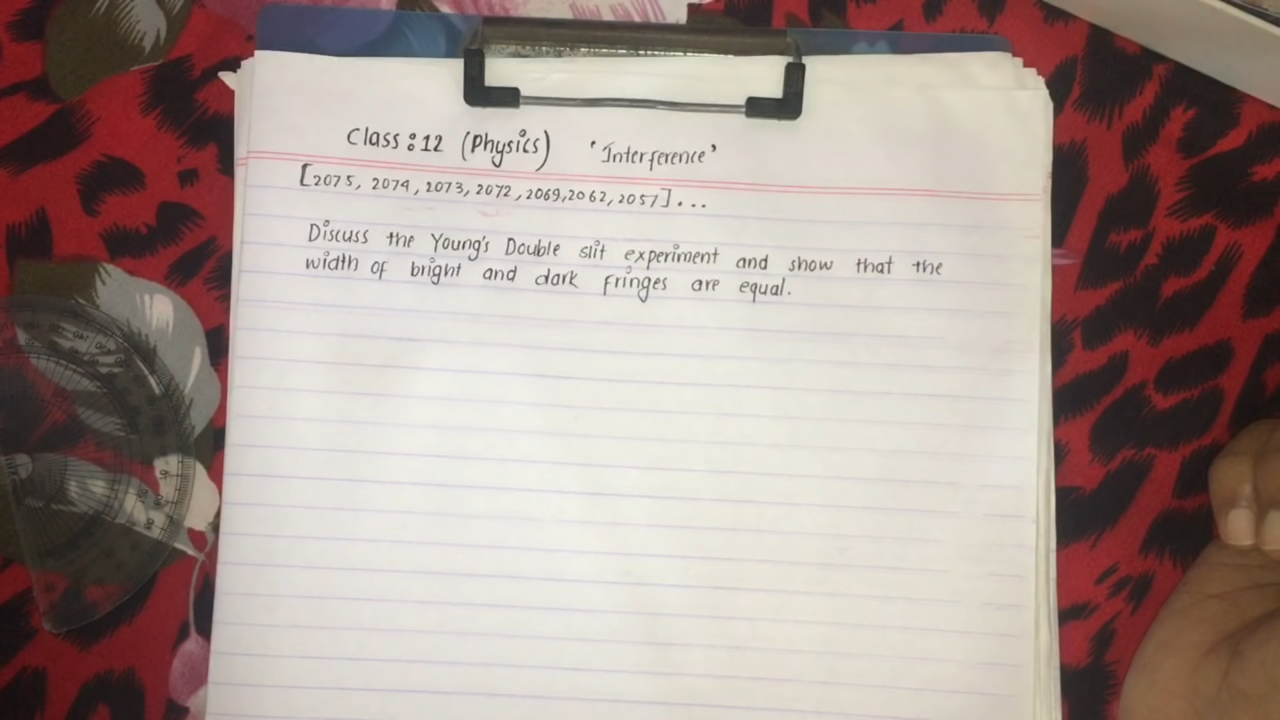 Class:12 (Physics) 'Interference'
[2075, 2074, 2073, 2072, 2069, 2062, 2057]...
Discuss the Young's Double slit experiment and show that the
width of bright and dark fringes are equal.